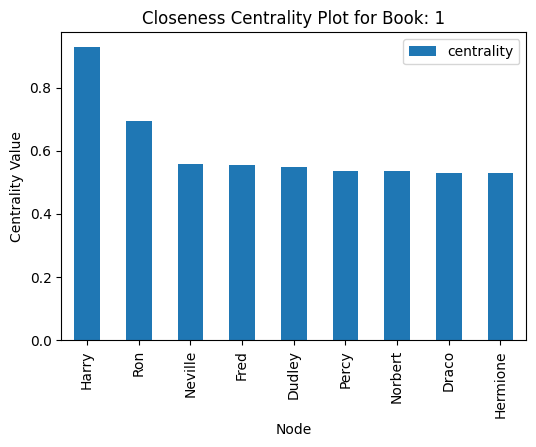 Closeness Centrality Plot for Book: 1
centrality
Centrality Value
0.8
0.6
0.4
0.2
0.0
Harry
Ron
Neville
Fred
Dudley
Percy
Norbert
Draco
Hermione
Node